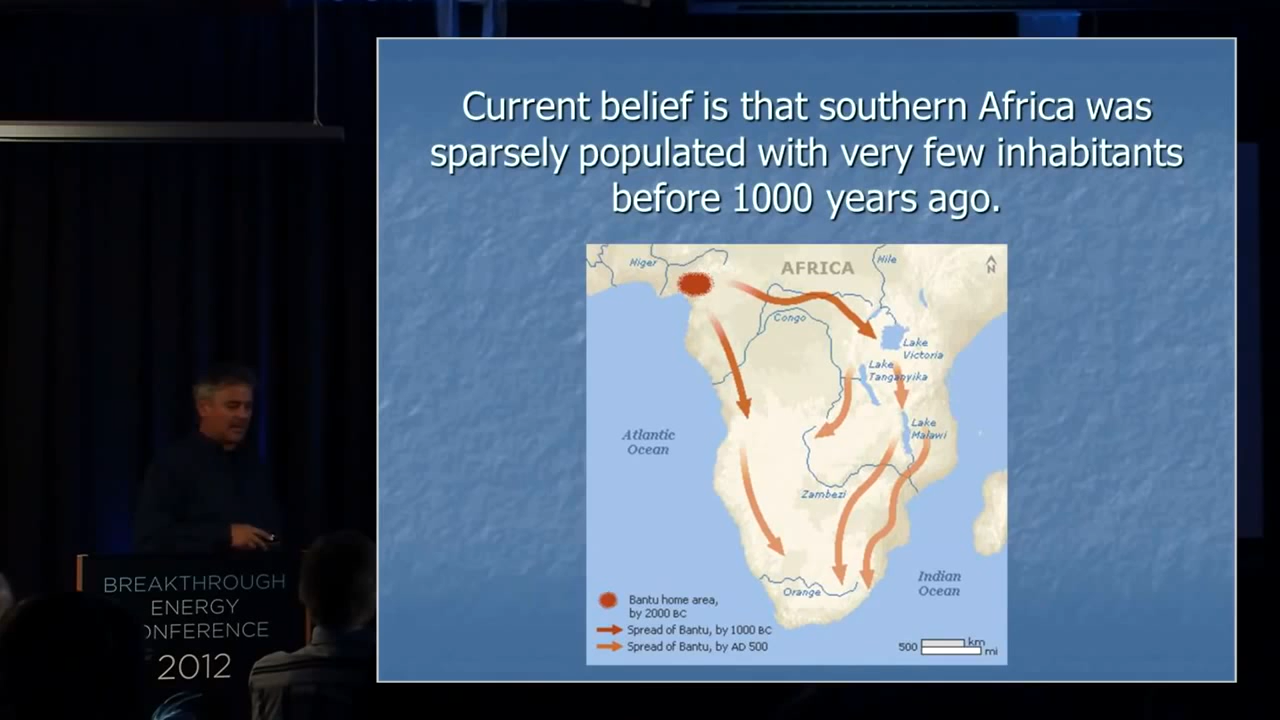 Current belief is that southern Africa was
sparsely populated with very few inhabitants
before 1000 years ago.
Niger
AFRICA
Nile
N
Congo
Lake
Victoria
Lake
Tanganyika
Lake
Malawi
Atlantic
Ocean
Zambezi
Orange
Indian
Ocean
Bantu home area,
by 2000 BC
Spread of Bantu, by 1000 BC
Spread of Bantu, by AD 500
500
km
mi
BREAKTHROUGH
ENERGY
ONFERENCE
2012